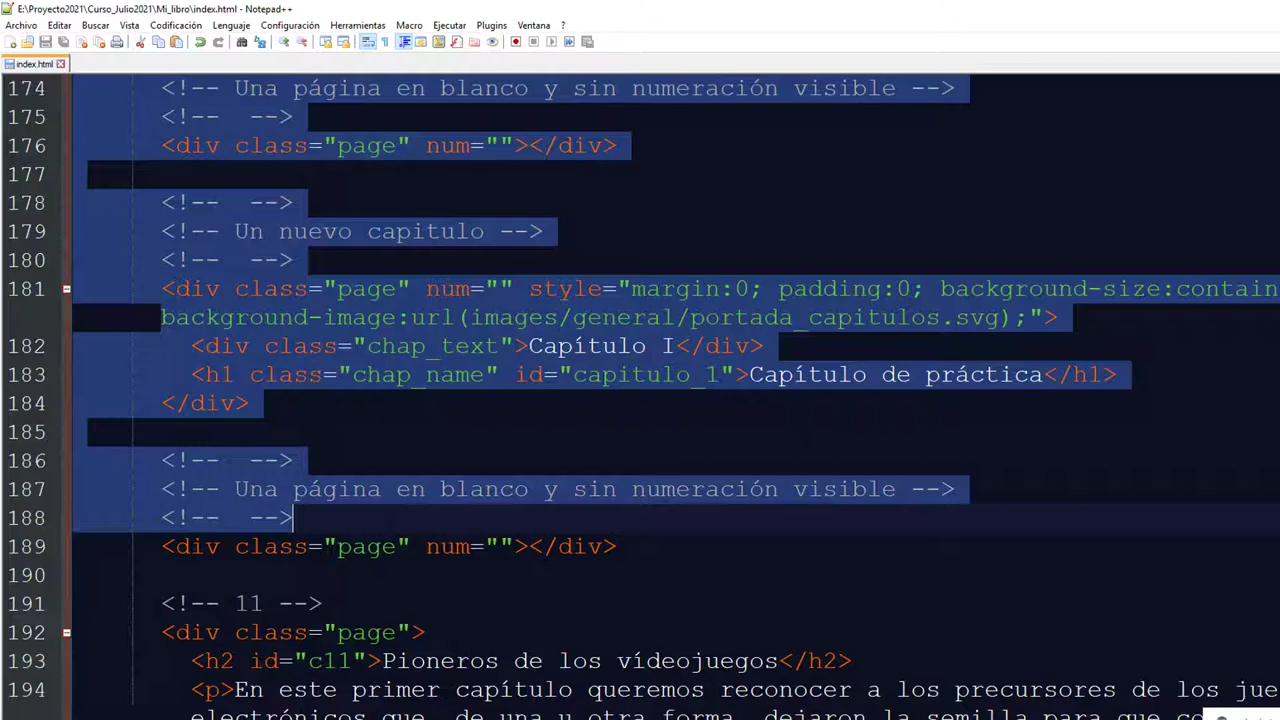 E:\Proyecto2021\Curso_Julio2021\Mi_libro\index.html - Notepad++
Archivo Editar Buscar Vista Codificación Lenguaje Configuración Herramientas Macro Ejecutar Plugins Ventana ?
index.html
174 <!-- Una página en blanco y sin numeración visible -->
175 <!-- -->
176 <div class="page" num=""></div>
177
178 <!-- -->
179 <!-- Un nuevo capitulo -->
180 <!-- -->
181 <div class="page" num="" style="margin:0; padding:0; background-size:contain
background-image:url(images/general/portada_capitulos.svg);">
182 <div class="chap_text">Capítulo I</div>
183 <h1 class="chap_name" id="capitulo_1">Capítulo de práctica</h1>
184 </div>
185
186 <!-- -->
187 <!-- Una página en blanco y sin numeración visible -->
188 <!-- -->
189 <div class="page" num=""></div>
190
191 <!-- 11 -->
192 <div class="page">
193 <h2 id="c11">Pioneros de los vídeojuegos</h2>
194 <p>En este primer capítulo queremos reconocer a los precursores de los jue
electrónicos que, de una u otra forma, dejaron la semilla para que